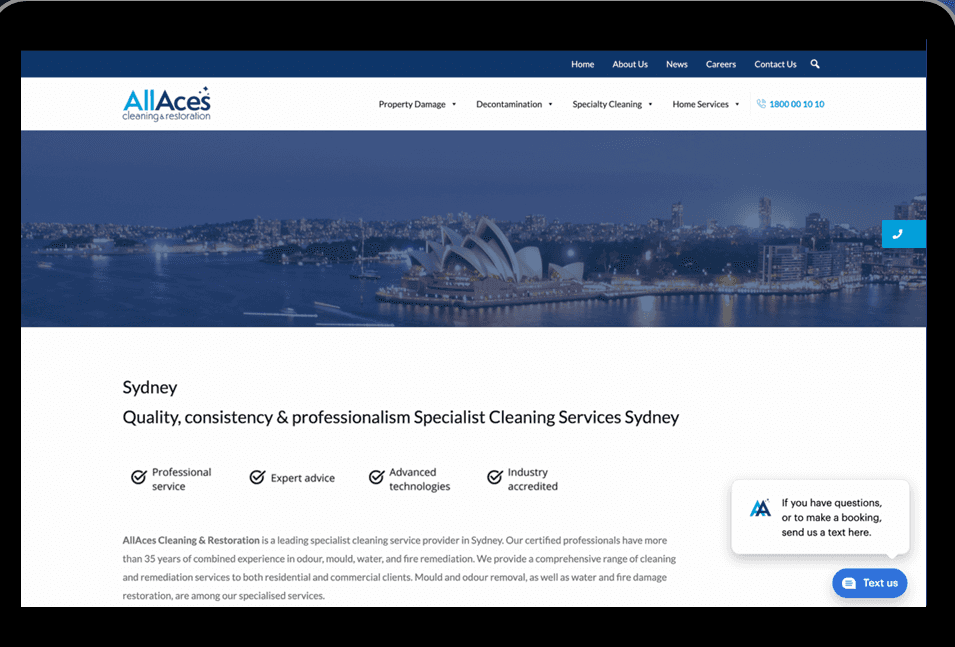 Home About Us News Careers Contact Us
AllAces
cleaning & restoration
Property Damage Decontamination Specialty Cleaning Home Services 1800 00 10 10
Sydney
Quality, consistency & professionalism Specialist Cleaning Services Sydney
Professional
service
Expert advice
Advanced
technologies
Industry
accredited
AllAces Cleaning & Restoration is a leading specialist cleaning service provider in Sydney. Our certified professionals have more
than 35 years of combined experience in odour, mould, water, and fire remediation. We provide a comprehensive range of cleaning
and remediation services to both residential and commercial clients. Mould and odour removal, as well as water and fire damage
restoration, are among our specialised services.
If you have questions,
or to make a booking,
send us a text here.
Text us